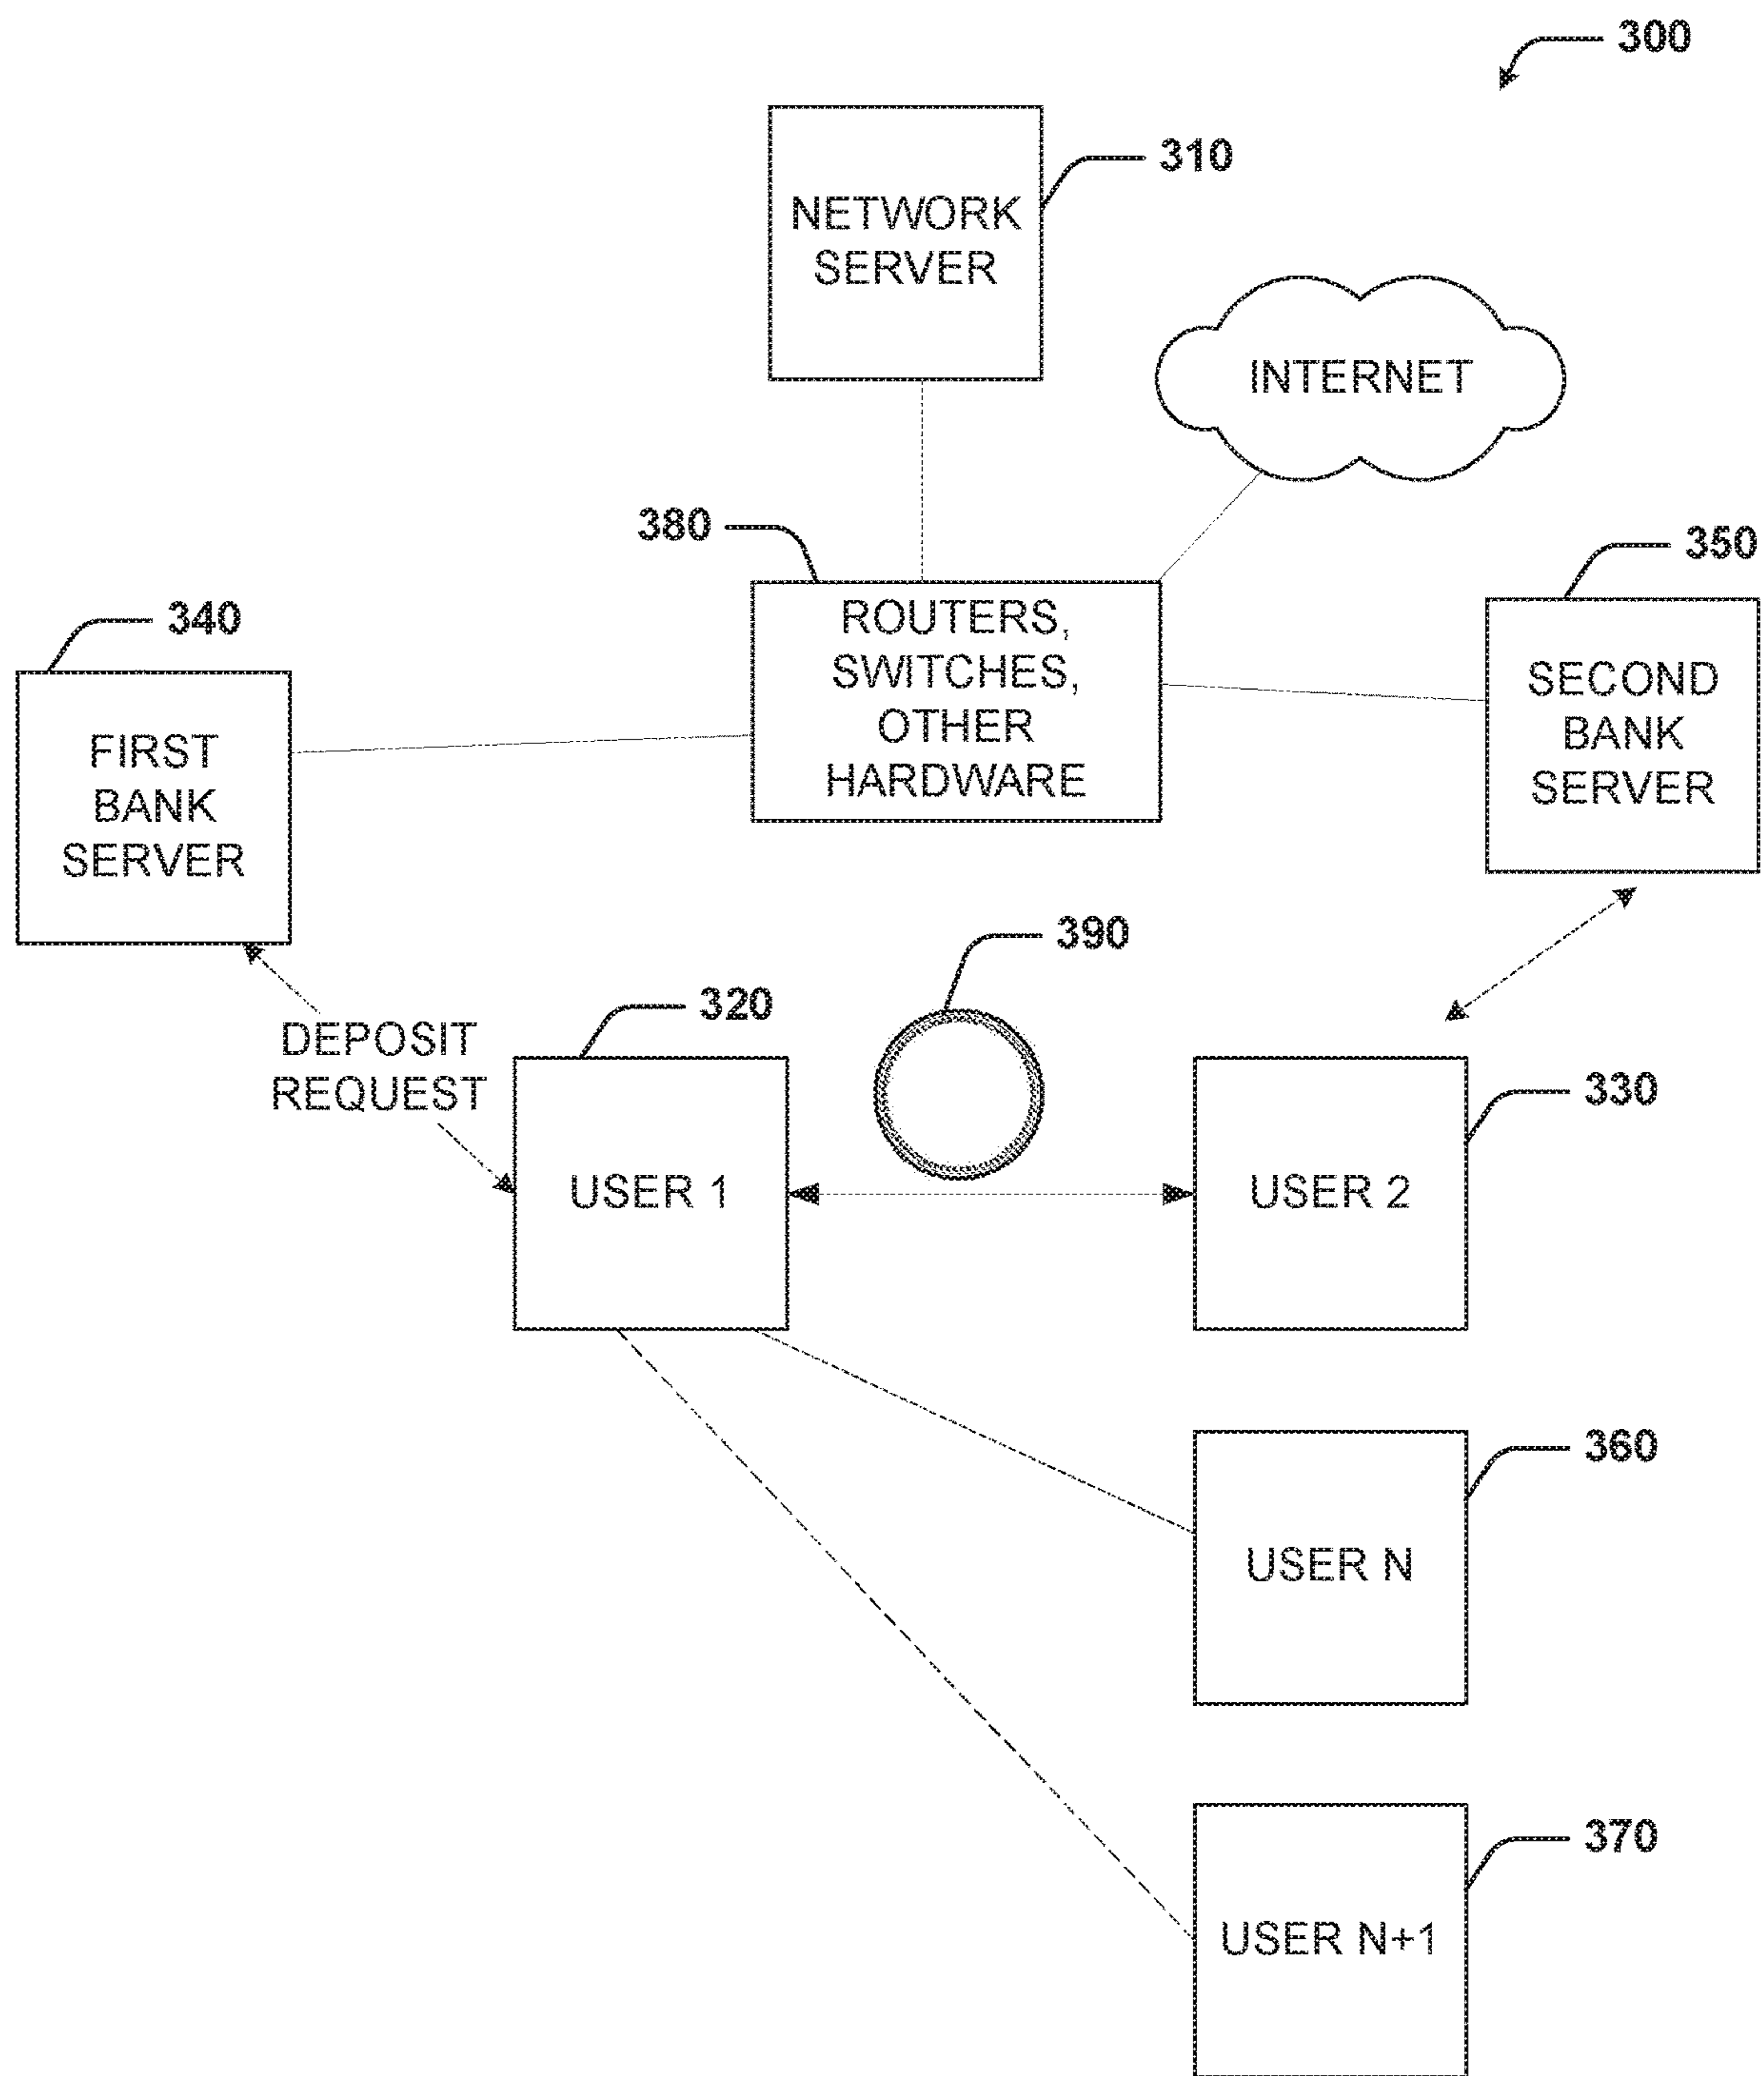 300
310
NETWORK
SERVER
INTERNET
380
350
340
ROUTERS,
SWITCHES,
OTHER
HARDWARE
SECOND
BANK
SERVER
FIRST
BANK
SERVER
390
320
DEPOSIT
REQUEST
330
USER 1
USER 2
360
USER N
370
USER N+1